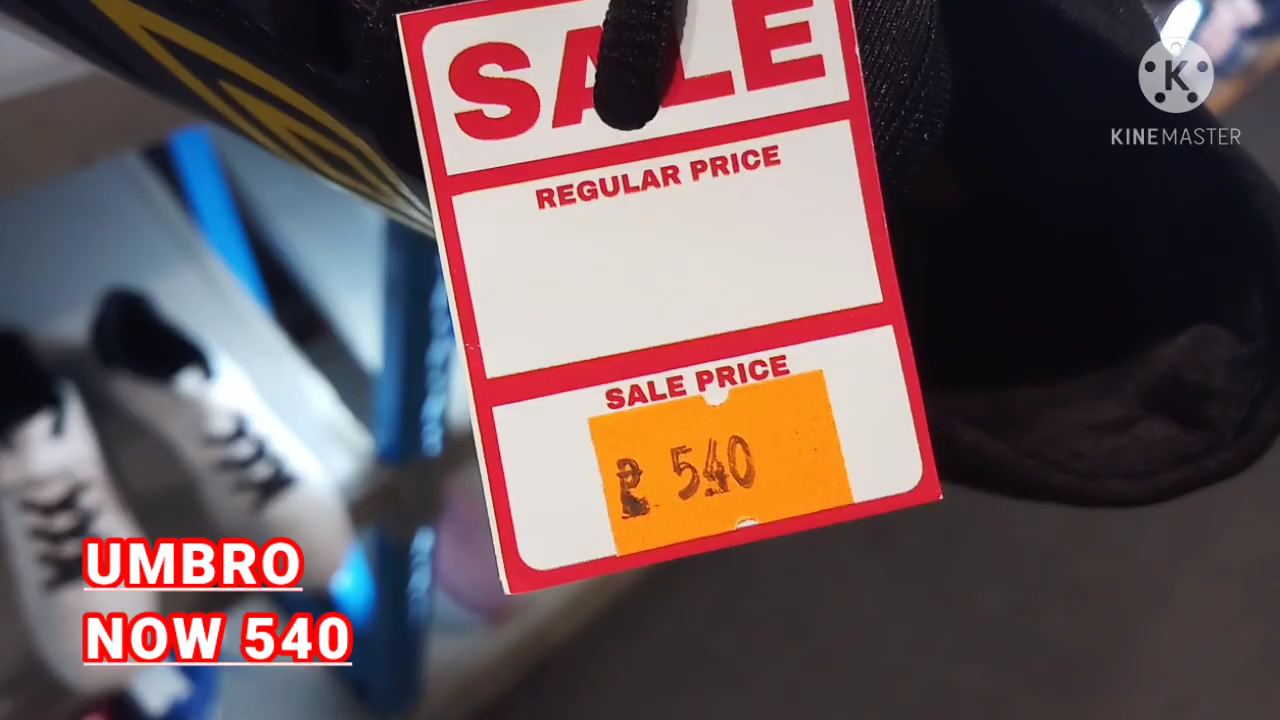 SALE
K
KINEMASTER
REGULAR PRICE
SALE PRICE
₱ 540
UMBRO
NOW 540